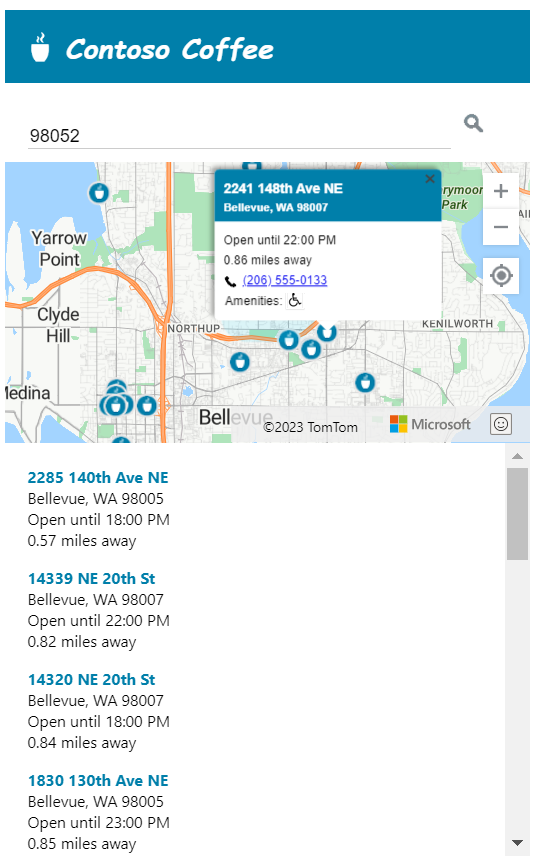 Contoso Coffee
98052
2241 148th Ave NE
Bellevue, WA 98007
Open until 22:00 PM
0.86 miles away
(206) 555-0133
Amenities:
Park
Yarrow
Point
Clyde
Hill
NORTHUP
KENILWORTH
Bellevue
©2023 TomTom
Microsoft
2285 140th Ave NE
Bellevue, WA 98005
Open until 18:00 PM
0.57 miles away
14339 NE 20th St
Bellevue, WA 98007
Open until 22:00 PM
0.82 miles away
14320 NE 20th St
Bellevue, WA 98007
Open until 18:00 PM
0.84 miles away
1830 130th Ave NE
Bellevue, WA 98005
Open until 23:00 PM
0.85 miles away